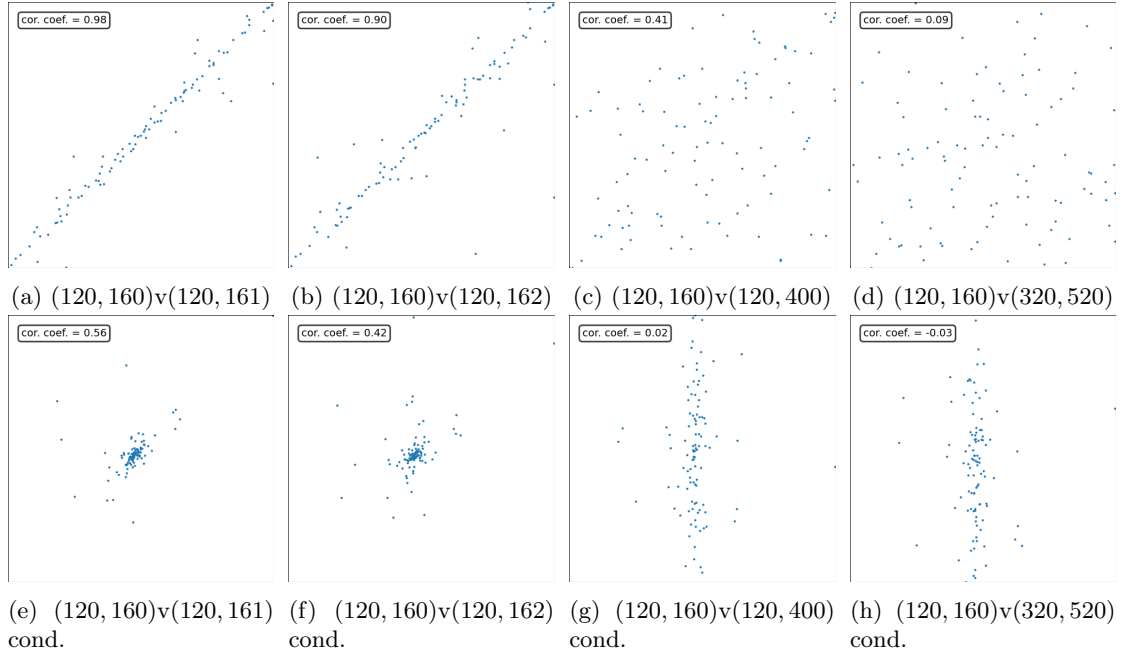 cor. coef. = 0.98
cor. coef. = 0.90
cor. coef. = 0.41
cor. coef. = 0.09
(a) (120, 160)v(120, 161)
(b) (120, 160)v(120, 162)
(c) (120, 160)v(120, 400)
(d) (120, 160)v(320, 520)
cor. coef. = 0.56
cor. coef. = 0.42
cor. coef. = 0.02
cor. coef. = -0.03
(e) (120, 160)v(120, 161)
cond.
(f) (120, 160)v(120, 162)
cond.
(g) (120, 160)v(120, 400)
cond.
(h) (120, 160)v(320, 520)
cond.